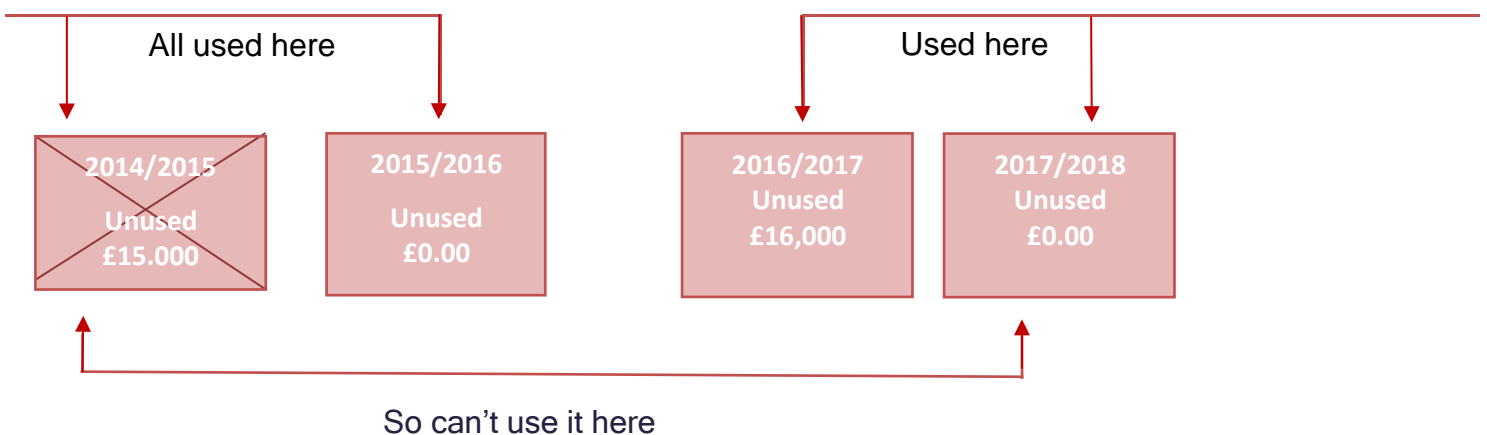 All used here
Used here
2014/2015
Unused
£15.000
2015/2016
Unused
£0.00
2016/2017
Unused
£16,000
2017/2018
Unused
£0.00
So can’t use it here